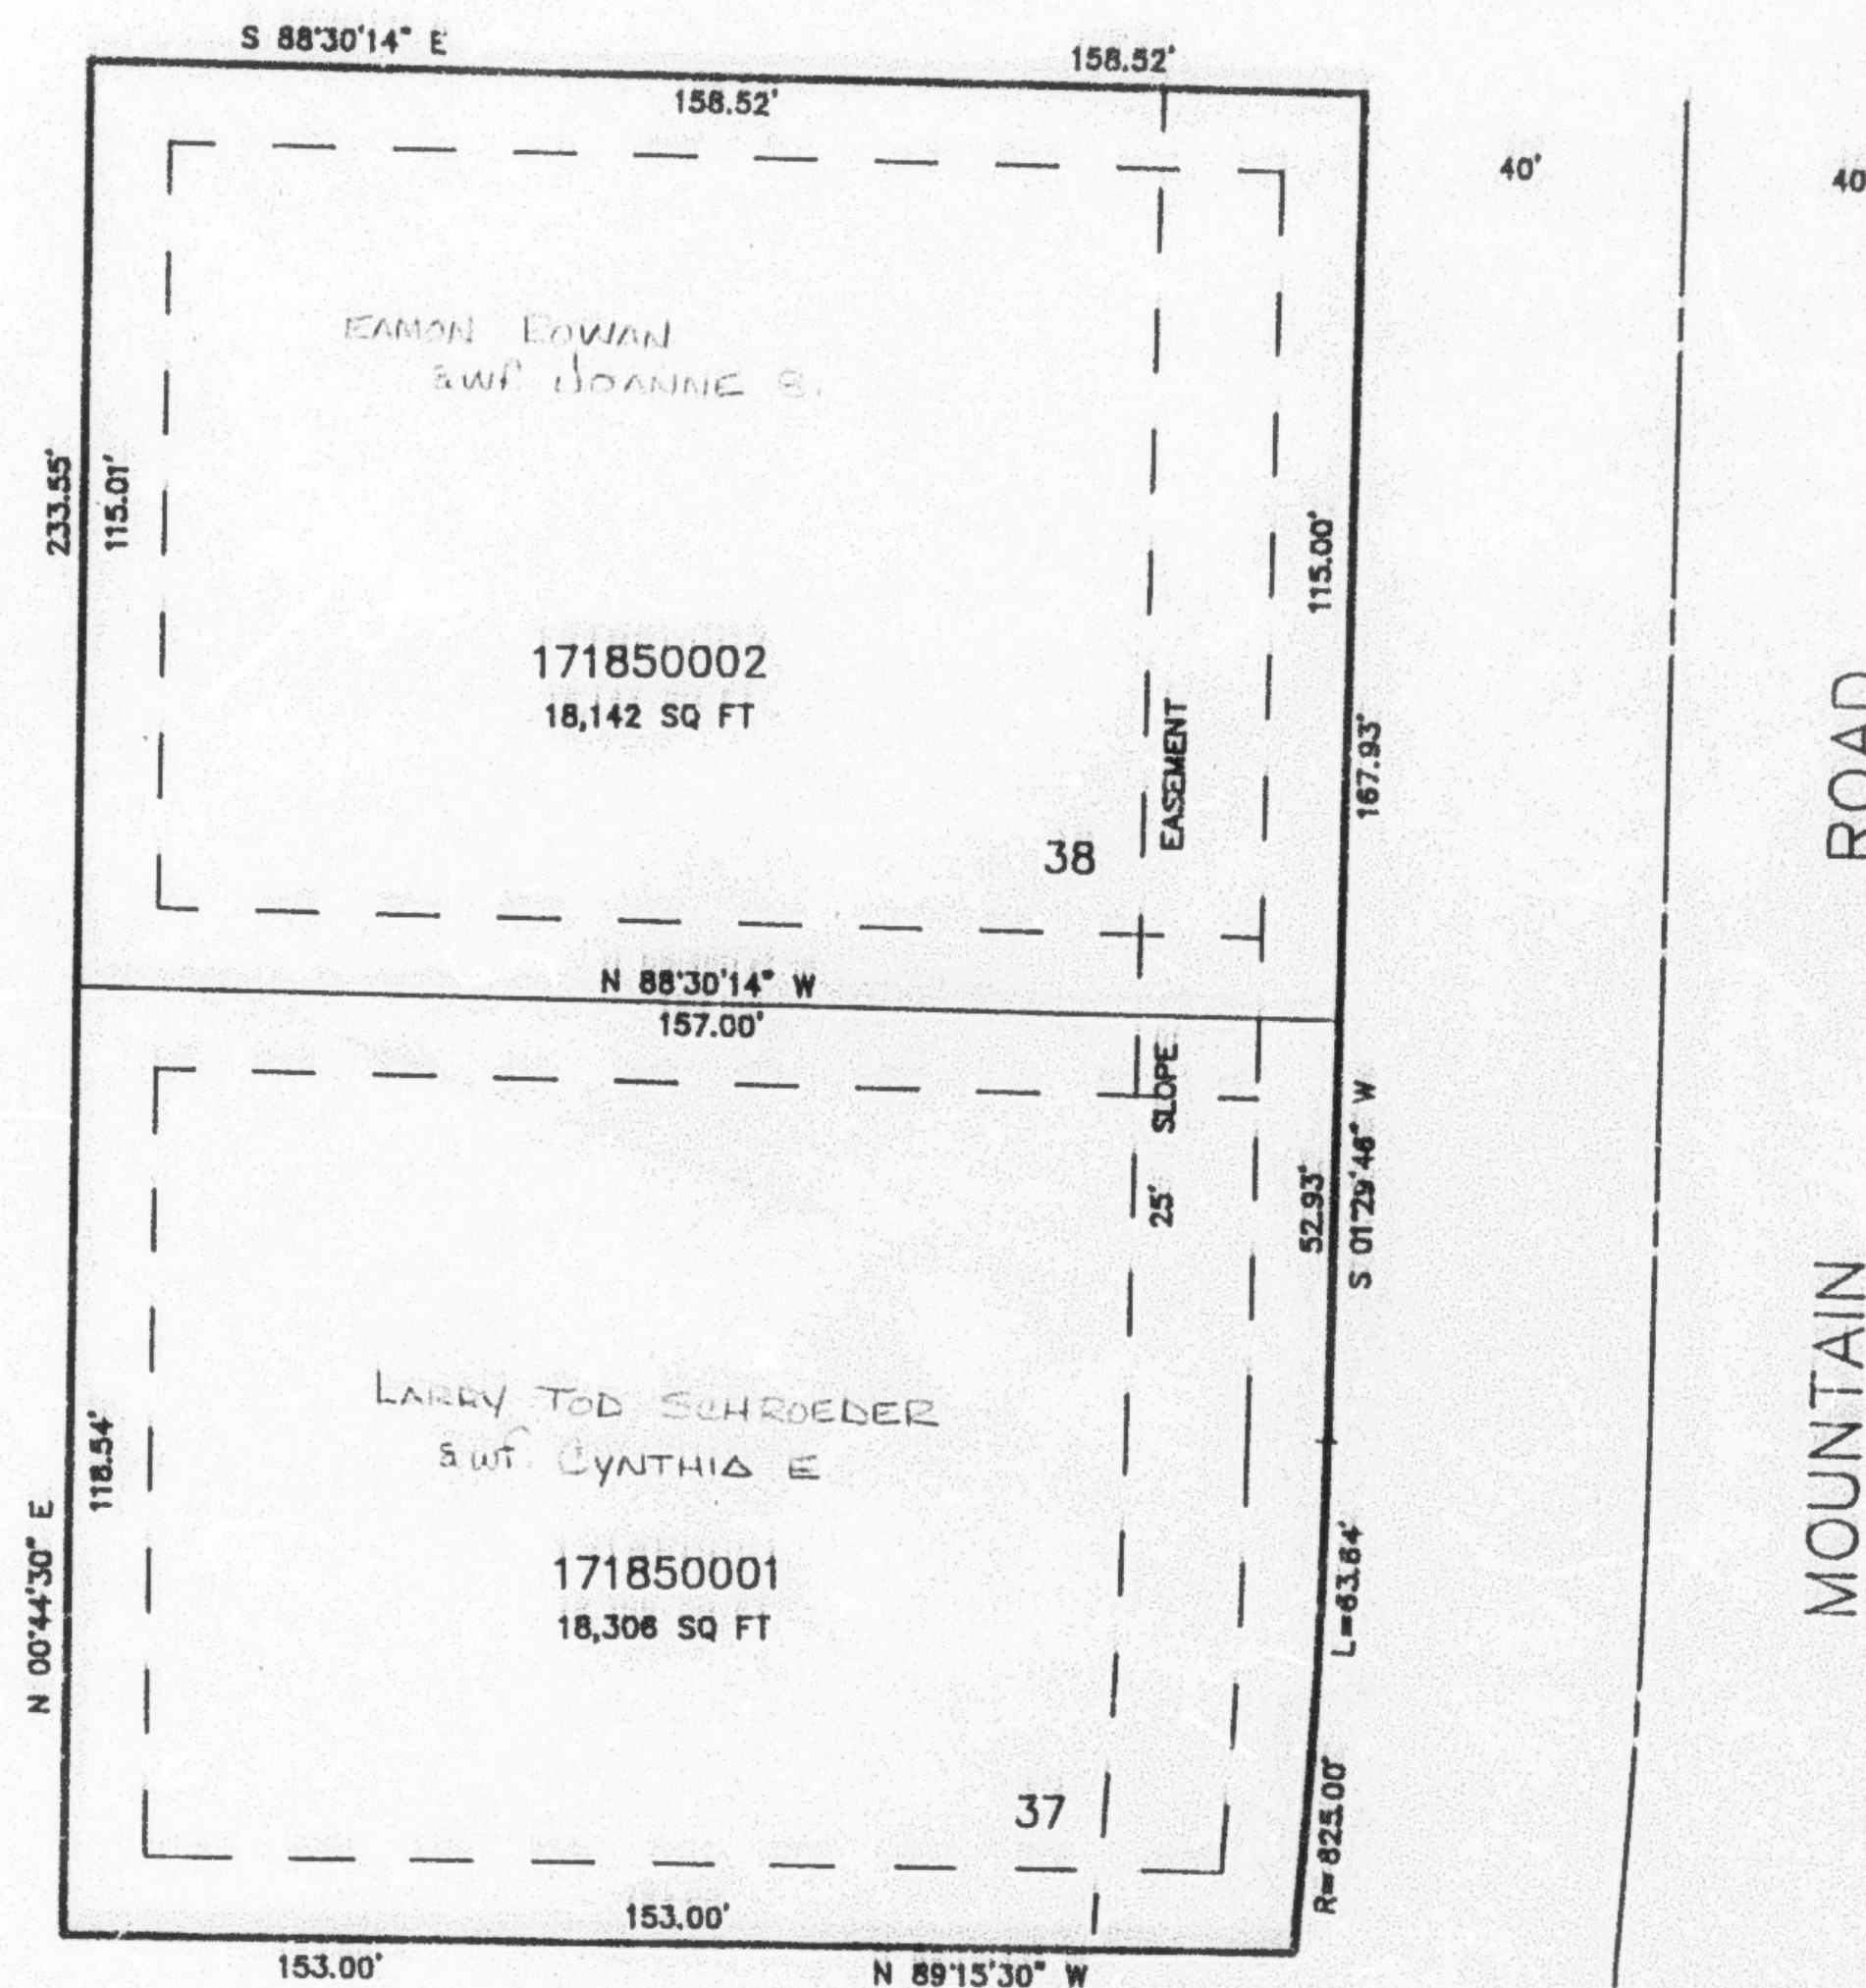 S 88°30'14" E
158.52'
158.52'
40'
40
EAMON ROWAN
& wf JOANNE B.
233.55'
115.01'
115.00'
171850002
18,142 SQ FT
EASEMENT
167.93'
ROAD
38
N 88°30'14" W
157.00'
SLOPE
25'
52.93'
S 01°29'46" W
LARRY TOD SCHROEDER
& wf. CYNTHIA E
118.54'
N 00°44'30" E
171850001
18,306 SQ FT
L=63.64'
MOUNTAIN
37
R=825.00'
153.00'
153.00'
N 89°15'30" W